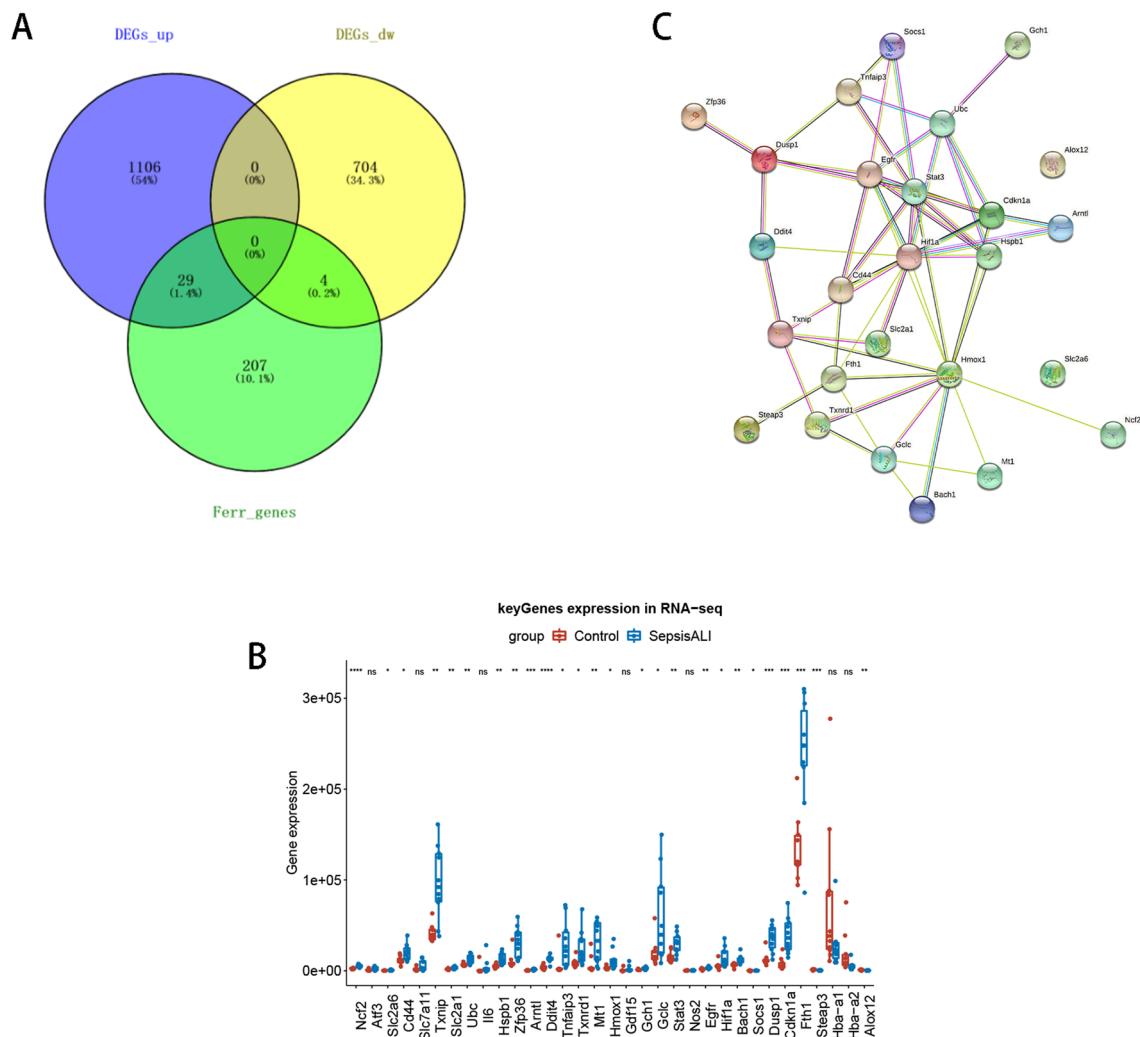 A
DEGs_up
DEGs_dw
1106
(54%)
0
(0%)
704
(34.3%)
0
(0%)
29
(1.4%)
4
(0.2%)
207
(10.1%)
Ferr_genes
C
Socs1
Gch1
Tnfaip3
Zfp36
Ubc
Dusp1
Alox12
Egfr
Stat3
Cdkn1a
Arntl
Ddit4
Hif1a
Hspb1
Cd44
Txnip
Slc2a1
Hmox1
Slc2a6
Fth1
Steap3
Txnrd1
Ncf2
Gclc
Mt1
Bach1
B
keyGenes expression in RNA−seq
group Control SepsisALI
**** ns * * ns ** ** ** ns ** ** *** **** * * ** * ns * * ** ns ** * ** * *** *** *** *** ns ns **
Gene expression
3e+05
2e+05
1e+05
0e+00
Ncf2
Atf3
Slc2a6
Cd44
Slc7a11
Txnip
Slc2a1
Ubc
Il6
Hspb1
Zfp36
Arntl
Ddit4
Tnfaip3
Txnrd1
Mt1
Hmox1
Gdf15
Gch1
Gclc
Stat3
Nos2
Egfr
Hif1a
Bach1
Socs1
Dusp1
Cdkn1a
Fth1
Steap3
Hba−a1
Hba−a2
Alox12